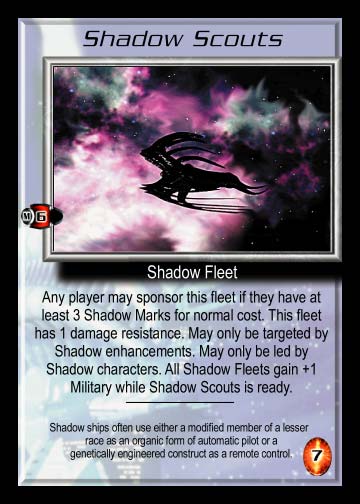 Shadow Scouts
M 6
Shadow Fleet
Any player may sponsor this fleet if they have at
least 3 Shadow Marks for normal cost. This fleet
has 1 damage resistance. May only be targeted by
Shadow enhancements. May only be led by
Shadow characters. All Shadow Fleets gain +1
Military while Shadow Scouts is ready.
Shadow ships often use either a modified member of a lesser
race as an organic form of automatic pilot or a
genetically engineered construct as a remote control.
7